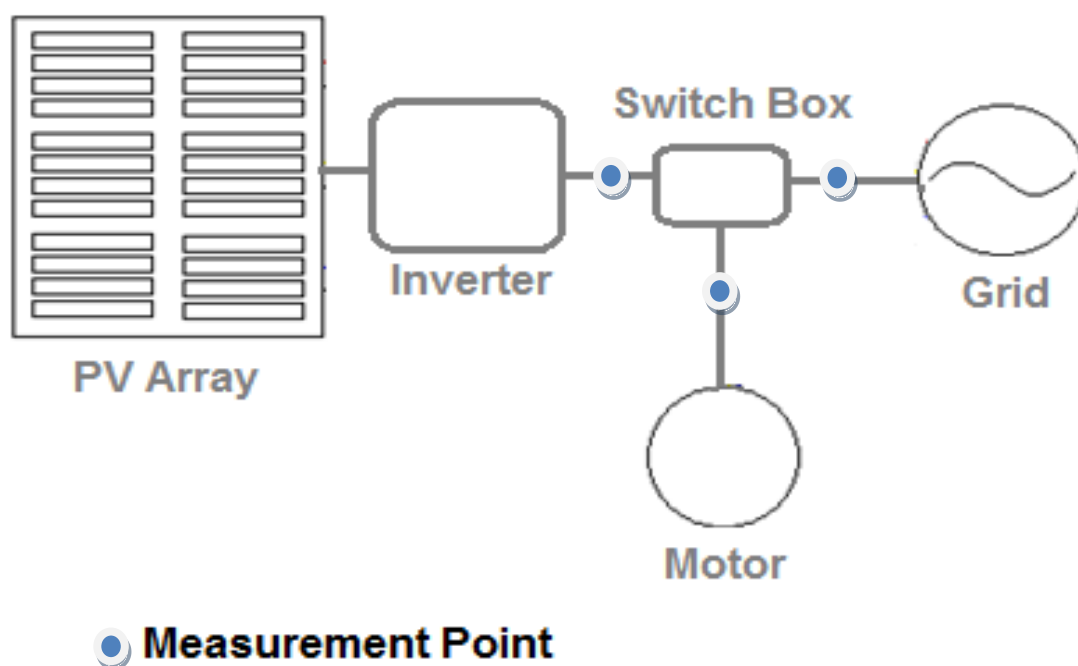 Switch Box
Inverter
Grid
PV Array
Motor
Measurement Point